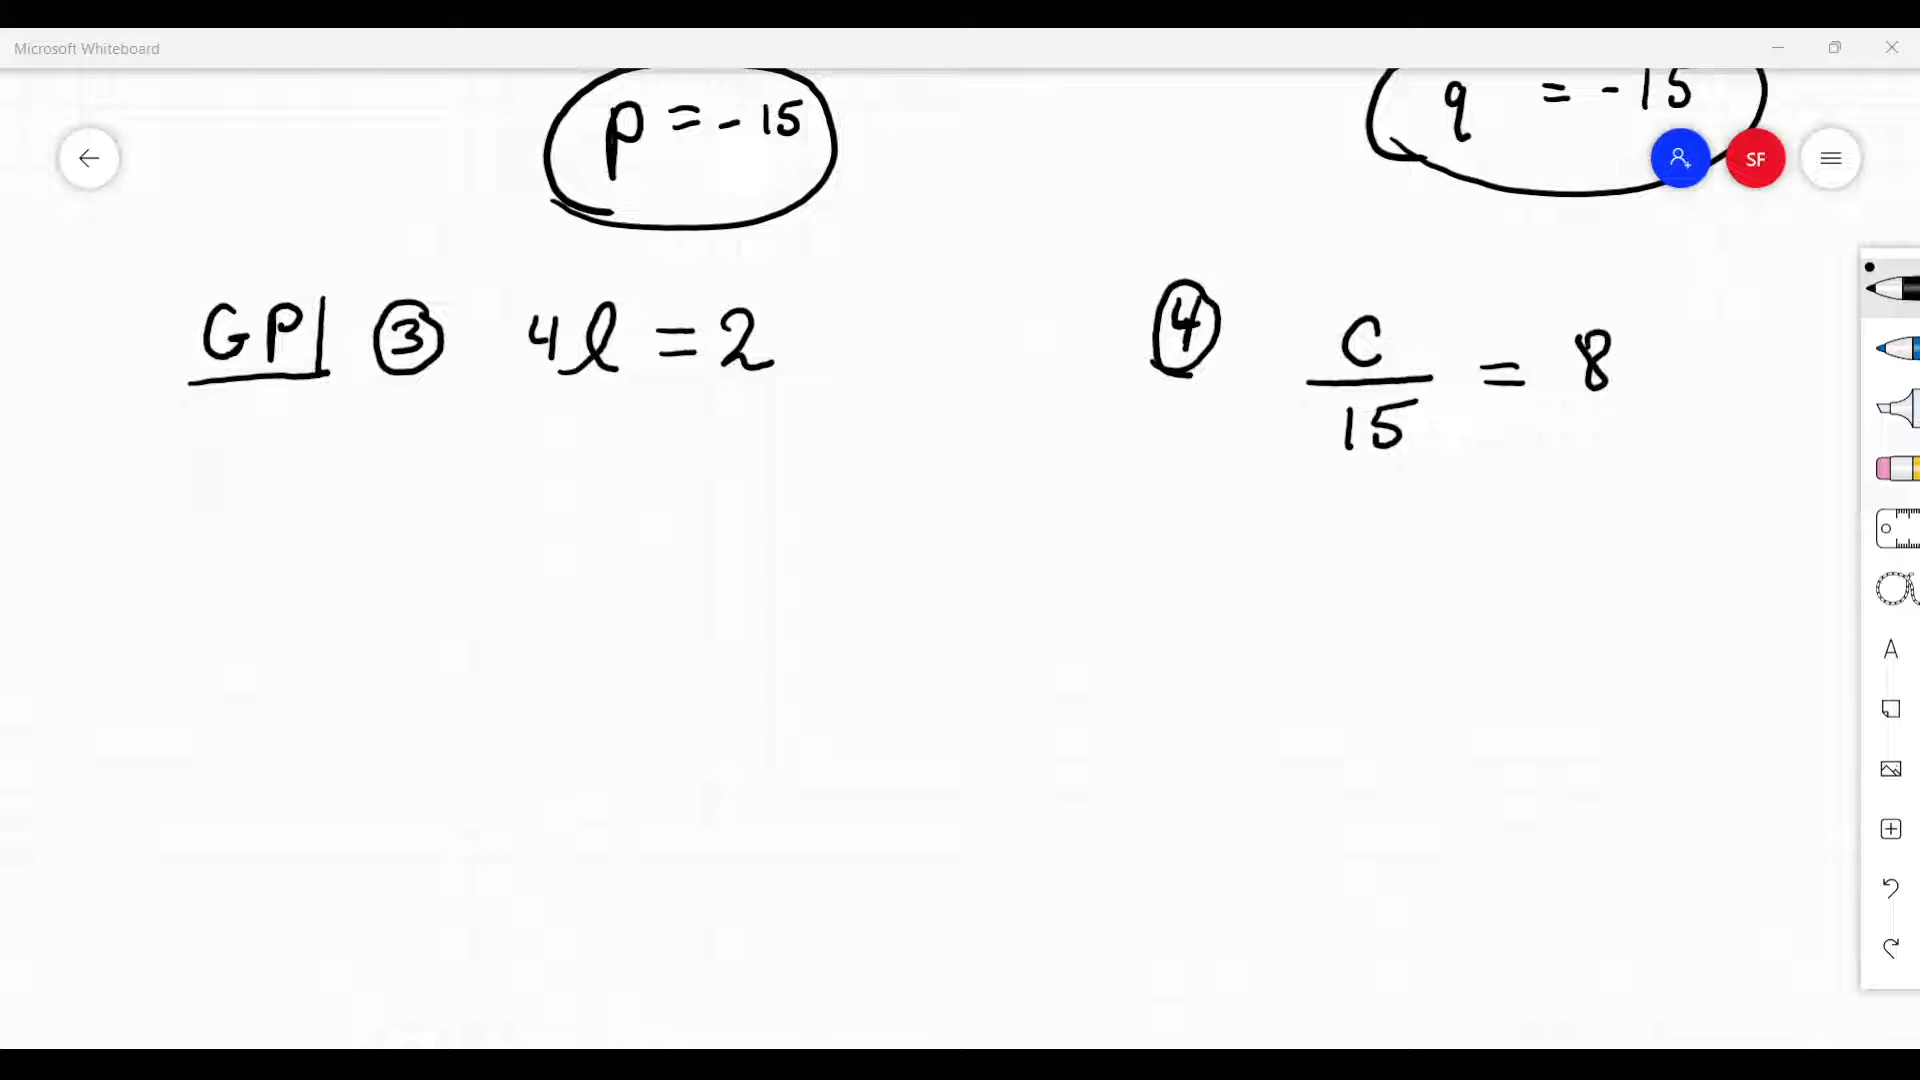 Microsoft Whiteboard
p = -15
q = -15
SF
GP ③ 4l = 2
④ c/15 = 8
A